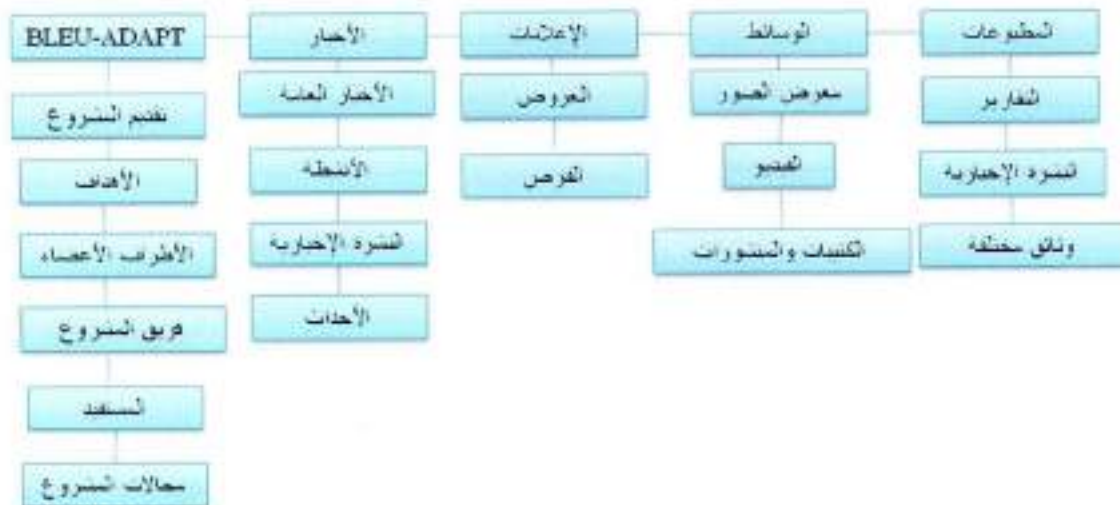 BLEU-ADAPT
تقديم المشروع
الأهداف
الأطراف الأعضاء
فريق المشروع
المستفيد
مجالات المشروع
الأخبار
الأخبار العامة
الأنشطة
النشرة الإخبارية
الأحداث
الإعلانات
العروض
الفرص
الوسائط
معرض الصور
الفيديو
الكتيبات والمنشورات
المطبوعات
التقارير
النشرة الإخبارية
وثائق مختلفة